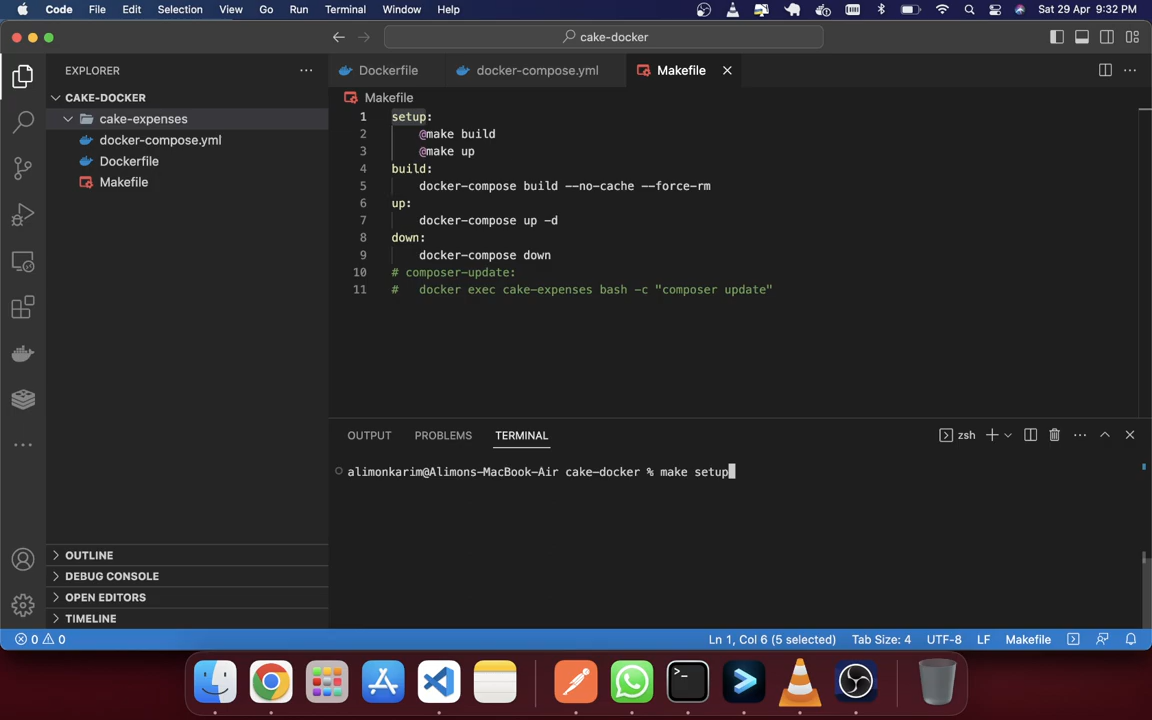 Code File Edit Selection View Go Run Terminal Window Help Sat 29 Apr 9:32 PM
cake-docker
EXPLORER
Dockerfile docker-compose.yml Makefile
CAKE-DOCKER
cake-expenses
docker-compose.yml
Dockerfile
Makefile
Makefile
1 setup:
2 @make build
3 @make up
4 build:
5 docker-compose build --no-cache --force-rm
6 up:
7 docker-compose up -d
8 down:
9 docker-compose down
10 # composer-update:
11 # docker exec cake-expenses bash -c "composer update"
OUTPUT PROBLEMS TERMINAL zsh
alimonkarim@Alimons-MacBook-Air cake-docker % make setup
OUTLINE
DEBUG CONSOLE
OPEN EDITORS
TIMELINE
0 0 Ln 1, Col 6 (5 selected) Tab Size: 4 UTF-8 LF Makefile